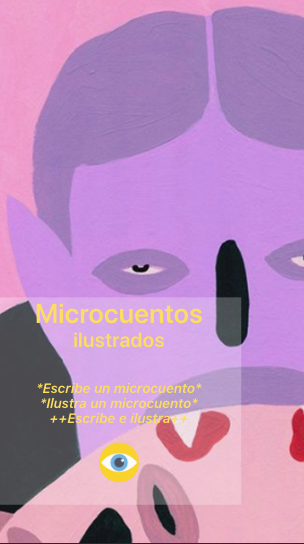 Microcuentos
ilustrados
*Escribe un microcuento*
*Ilustra un microcuento*
++Escribe e ilustra++